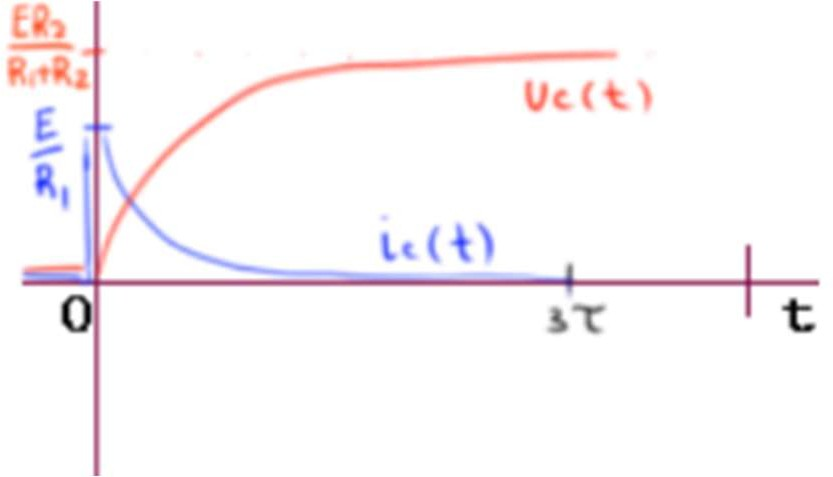 ER₂
R₁+R₂
Uc(t)
E
R₁
ic(t)
0
3τ
t